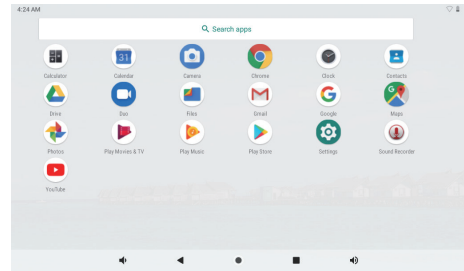 4:24 AM
Search apps
31
Calculator Calendar Camera Chrome Clock Contacts
Drive Duo Files Gmail Google Maps
Photos Play Movies & TV Play Music Play Store Settings Sound Recorder
YouTube